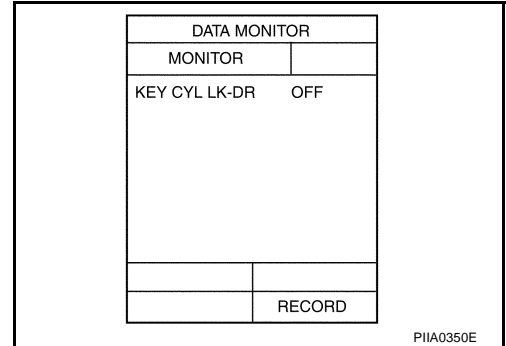 DATA MONITOR
MONITOR
KEY CYL LK-DR OFF
RECORD
PIIA0350E